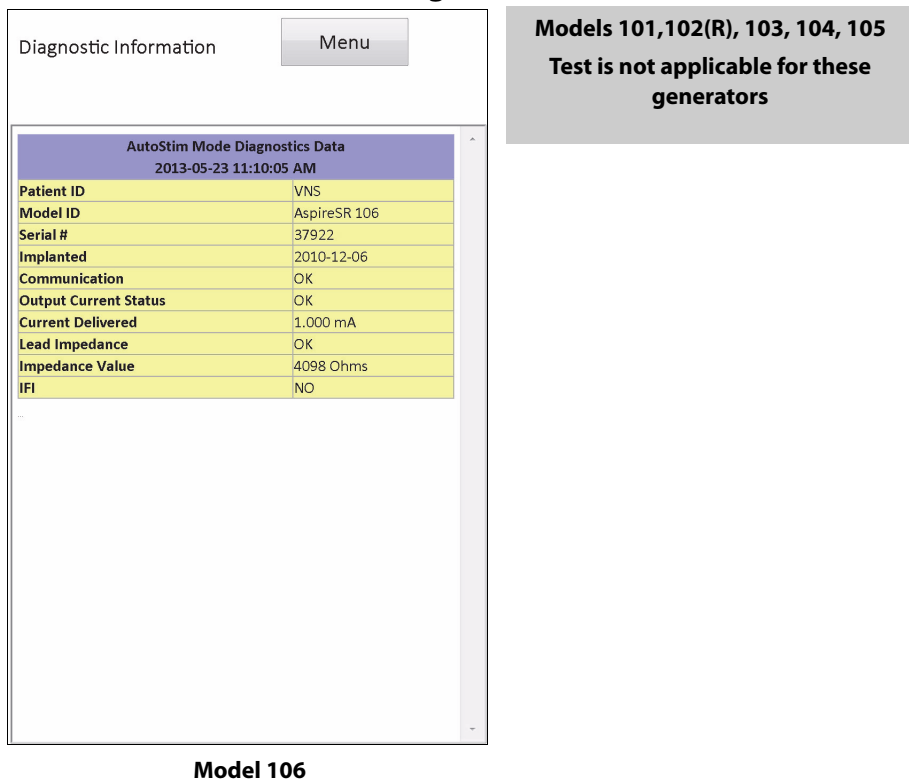 Diagnostic Information
Menu
AutoStim Mode Diagnostics Data
2013-05-23 11:10:05 AM
Patient ID VNS
Model ID AspireSR 106
Serial # 37922
Implanted 2010-12-06
Communication OK
Output Current Status OK
Current Delivered 1.000 mA
Lead Impedance OK
Impedance Value 4098 Ohms
IFI NO
...
Model 106
Models 101,102(R), 103, 104, 105
Test is not applicable for these
generators